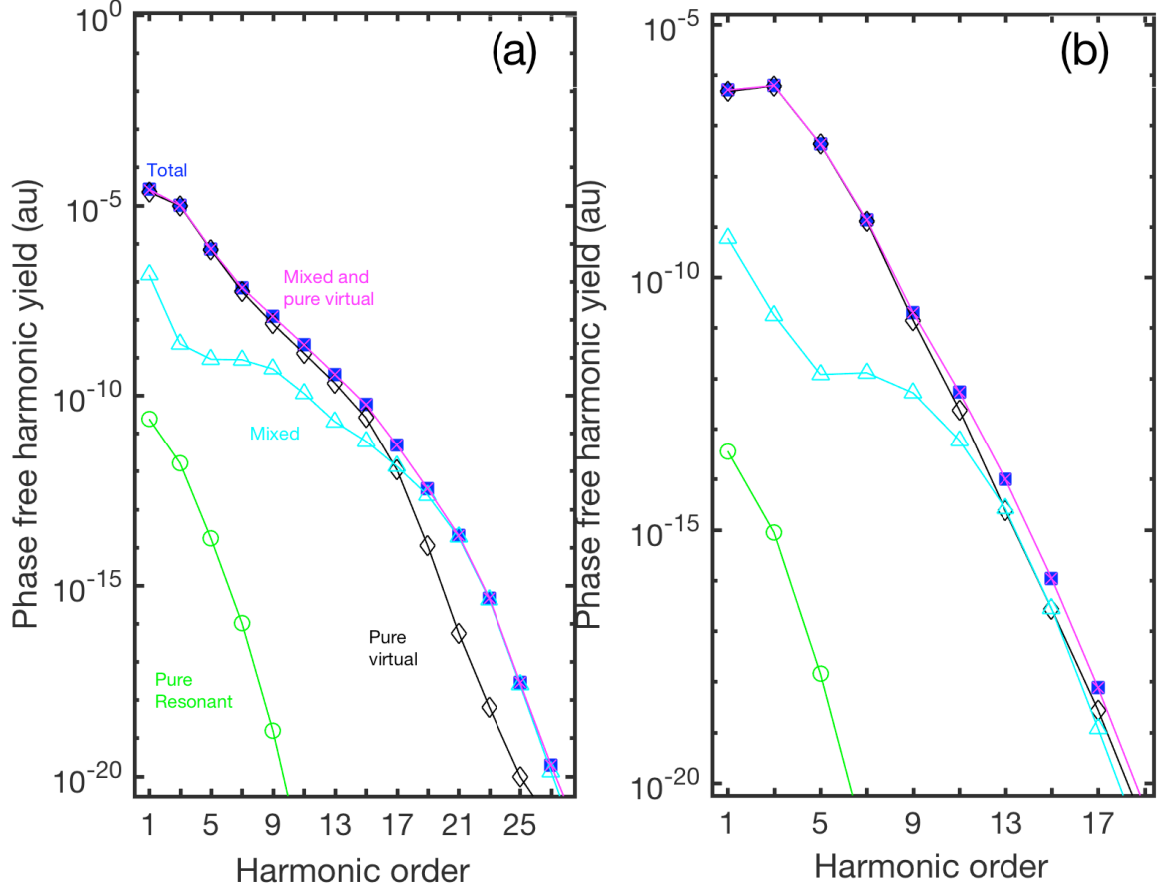 (a)
Phase free harmonic yield (au)
10^0
10^-5
10^-10
10^-15
10^-20
Total
Mixed and
pure virtual
Mixed
Pure
virtual
Pure
Resonant
1 5 9 13 17 21 25
Harmonic order
(b)
Phase free harmonic yield (au)
10^-5
10^-10
10^-15
10^-20
1 5 9 13 17
Harmonic order